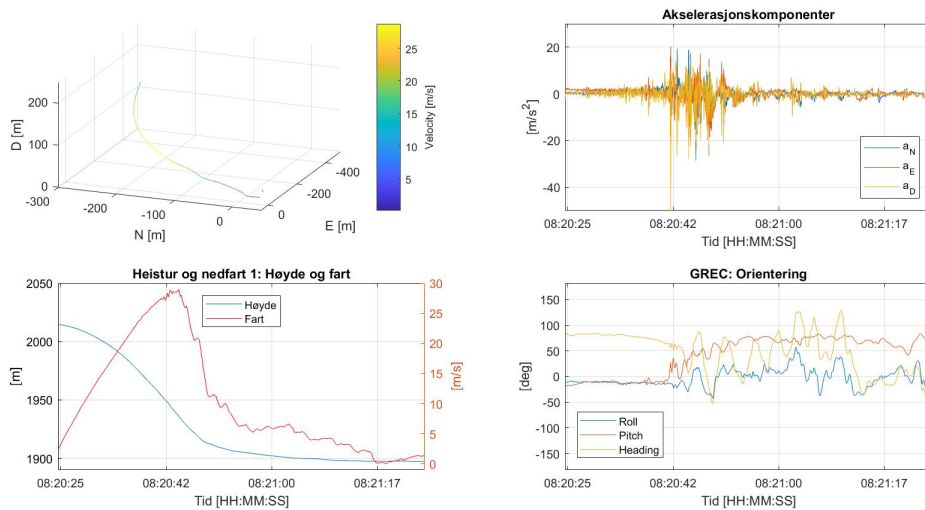 D [m]
200
100
0
-300
-200
-100
0
N [m]
0
-200
-400
E [m]
25
20
15
10
5
Velocity [m/s]
Akselerasjonskomponenter
20
0
-20
-40
[m/s²]
a_N
a_E
a_D
08:20:25
08:20:42
08:21:00
08:21:17
Tid [HH:MM:SS]
Heistur og nedfart 1: Høyde og fart
2050
2000
1950
1900
[m]
Høyde
Fart
30
25
20
15
10
5
0
[m/s]
08:20:25
08:20:42
08:21:00
08:21:17
Tid [HH:MM:SS]
GREC: Orientering
150
100
50
0
-50
-100
-150
[deg]
Roll
Pitch
Heading
08:20:25
08:20:42
08:21:00
08:21:17
Tid [HH:MM:SS]